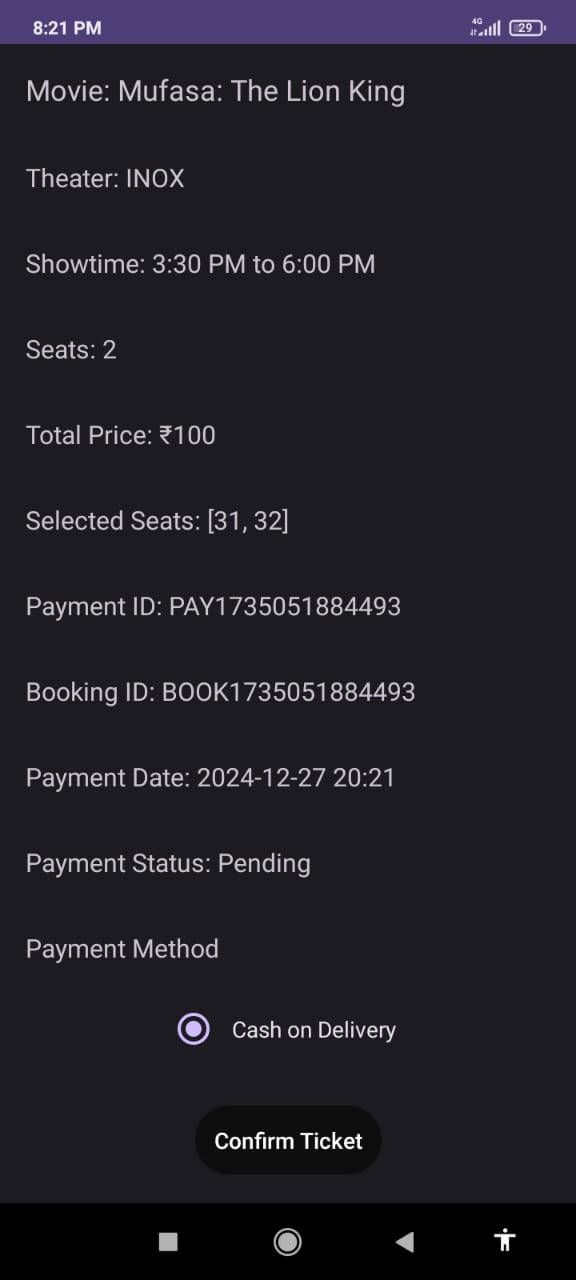 8:21 PM
4G
29
Movie: Mufasa: The Lion King
Theater: INOX
Showtime: 3:30 PM to 6:00 PM
Seats: 2
Total Price: ₹100
Selected Seats: [31, 32]
Payment ID: PAY1735051884493
Booking ID: BOOK1735051884493
Payment Date: 2024-12-27 20:21
Payment Status: Pending
Payment Method
Cash on Delivery
Confirm Ticket